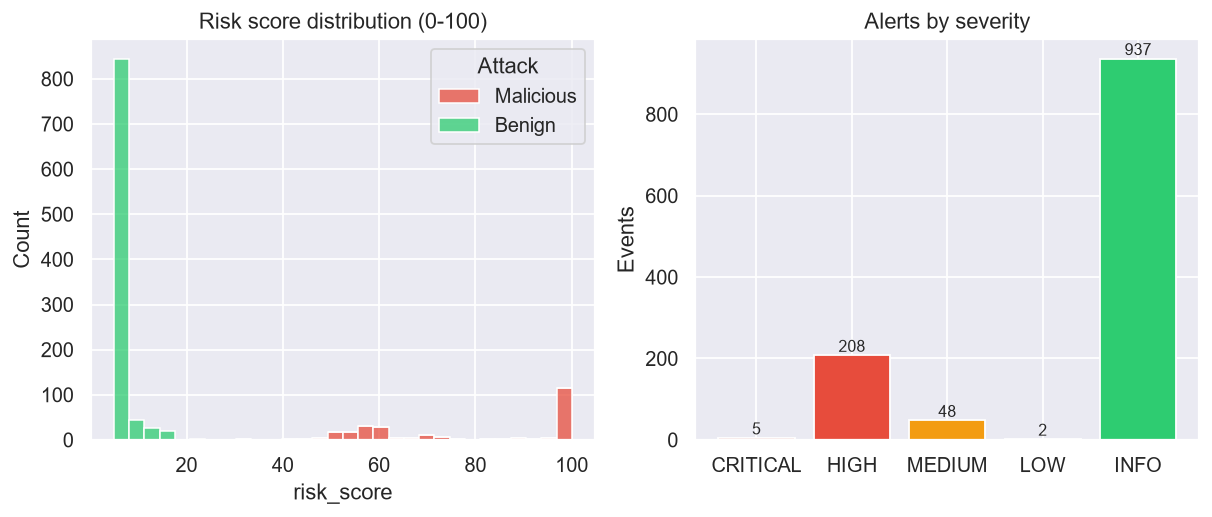 Risk score distribution (0-100)
800
700
600
500
400
300
200
100
0
Count
20
40
60
80
100
risk_score
Attack
Malicious
Benign
Alerts by severity
800
600
400
200
0
Events
5
208
48
2
937
CRITICAL
HIGH
MEDIUM
LOW
INFO